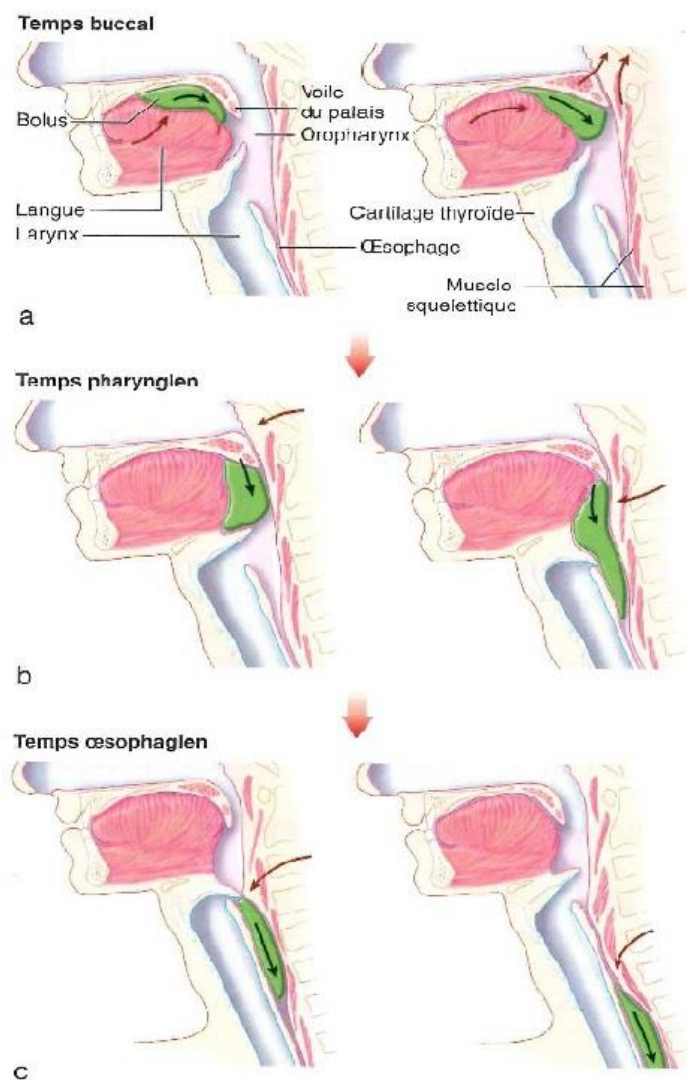 Temps buccal
Bolus
Voile
du palais
Oropharynx
Langue
Larynx
Cartilage thyroïde
Œsophage
Muscle
squelettique
a
Temps pharyngien
b
Temps œsophagien
c